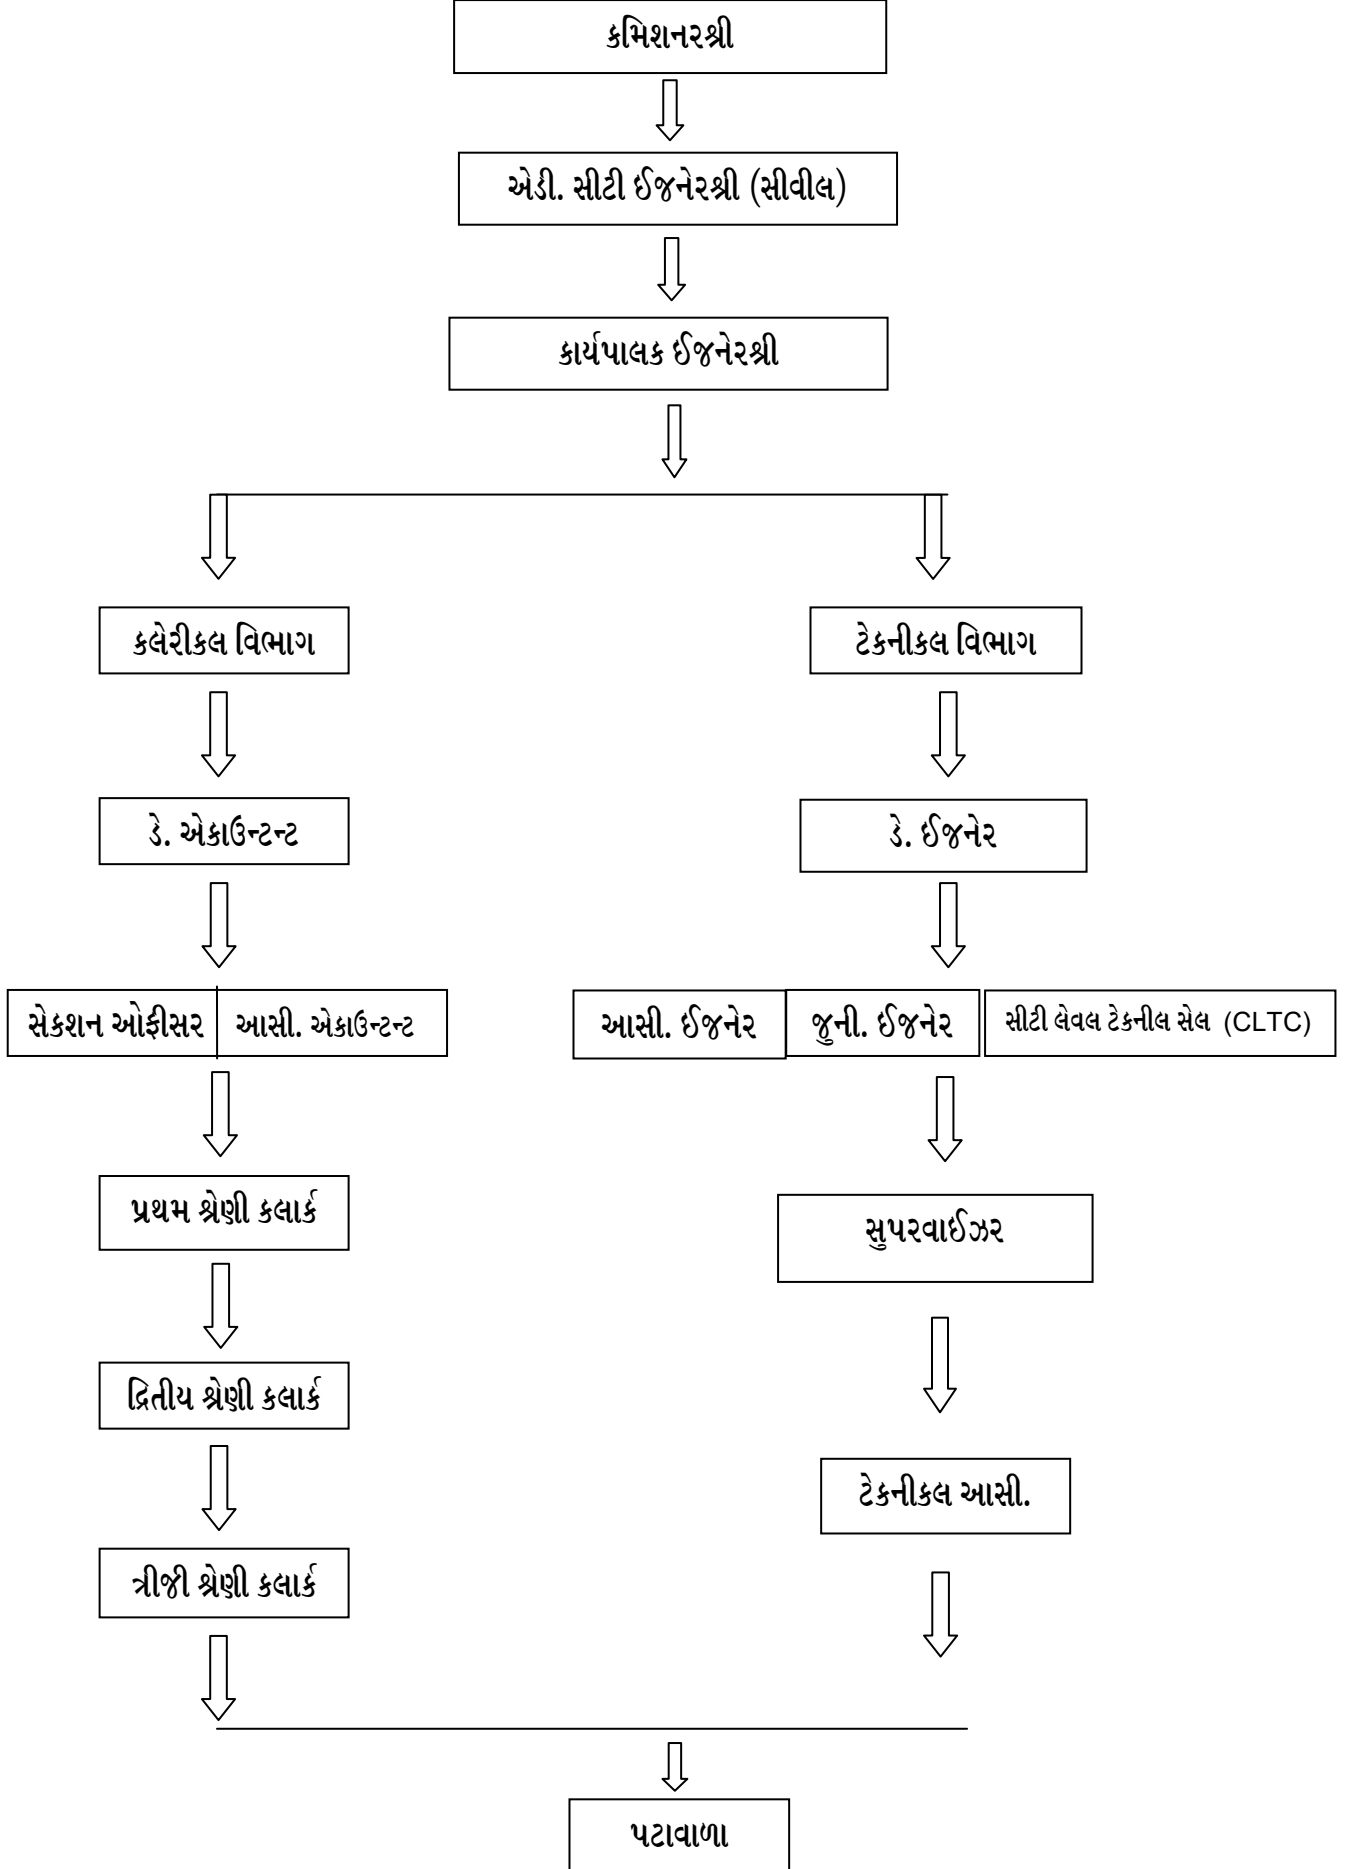 કમિશનરશ્રી
એડી. સીટી ઈજનેરશ્રી (સીવીલ)
કાર્યપાલક ઈજનેરશ્રી
કલેરીકલ વિભાગ
ટેકનીકલ વિભાગ
ડે. એકાઉન્ટન્ટ
ડે. ઈજનેર
સેકશન ઓફીસર
આસી. એકાઉન્ટન્ટ
આસી. ઈજનેર
જુની. ઈજનેર
સીટી લેવલ ટેકનીલ સેલ (CLTC)
પ્રથમ શ્રેણી કલાર્ક
સુપરવાઈઝર
દ્રિતીય શ્રેણી કલાર્ક
ટેકનીકલ આસી.
ત્રીજી શ્રેણી કલાર્ક
પટાવાળા